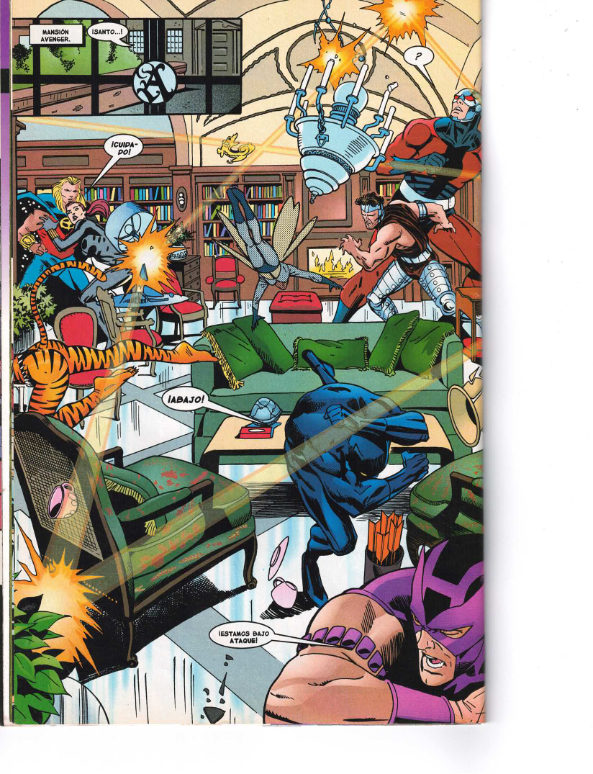 MANSIÓN
AVENGER.
¡SANTO...!
A
?
¡CUIDA-
DO!
¡ABAJO!
¡ESTAMOS BAJO
ATAQUE!